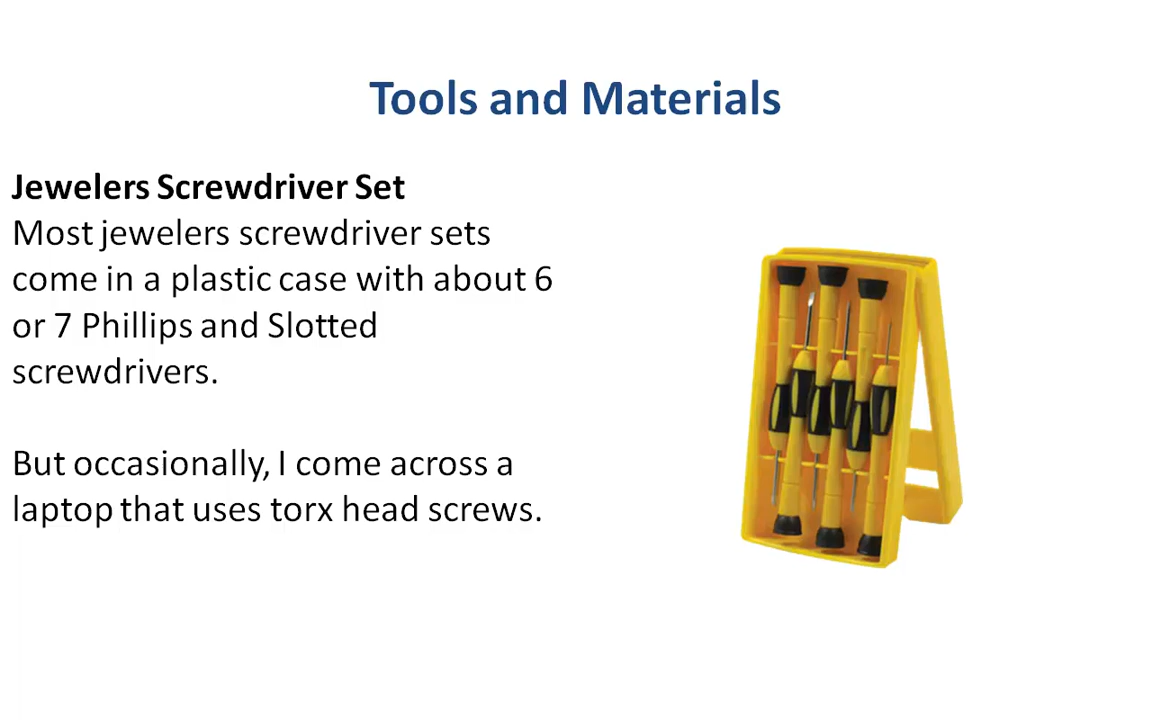 Tools and Materials
Jewelers Screwdriver Set
Most jewelers screwdriver sets
come in a plastic case with about 6
or 7 Phillips and Slotted
screwdrivers.
But occasionally, I come across a
laptop that uses torx head screws.